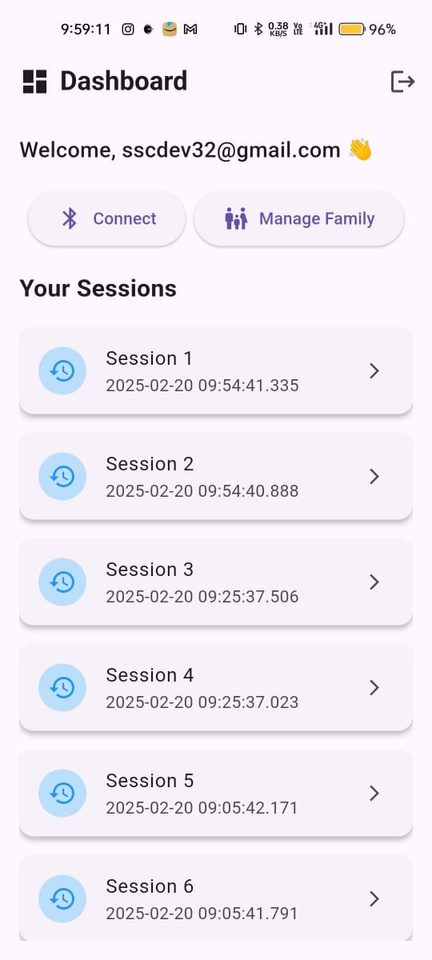 9:59:11 0.38 KB/S Vo LTE 4G+ 96%
Dashboard
Welcome, sscdev32@gmail.com 👋
Connect Manage Family
Your Sessions
Session 1
2025-02-20 09:54:41.335
Session 2
2025-02-20 09:54:40.888
Session 3
2025-02-20 09:25:37.506
Session 4
2025-02-20 09:25:37.023
Session 5
2025-02-20 09:05:42.171
Session 6
2025-02-20 09:05:41.791